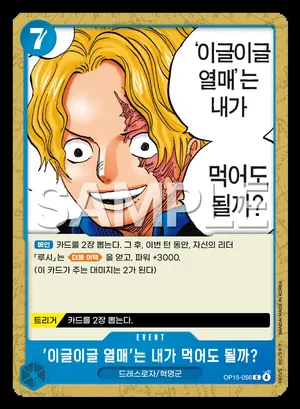 7
'이글이글
열매'는
내가
먹어도
될까?
SAMPLE
메인 카드를 2장 뽑는다. 그 후, 이번 턴 동안, 자신의 리더
「루시」는 더블 어택 을 얻고, 파워 +3000.
(이 카드가 주는 대미지는 2가 된다)
트리거 카드를 2장 뽑는다.
EVENT
'이글이글 열매'는 내가 먹어도 될까?
드레스로자/혁명군
OP15-056